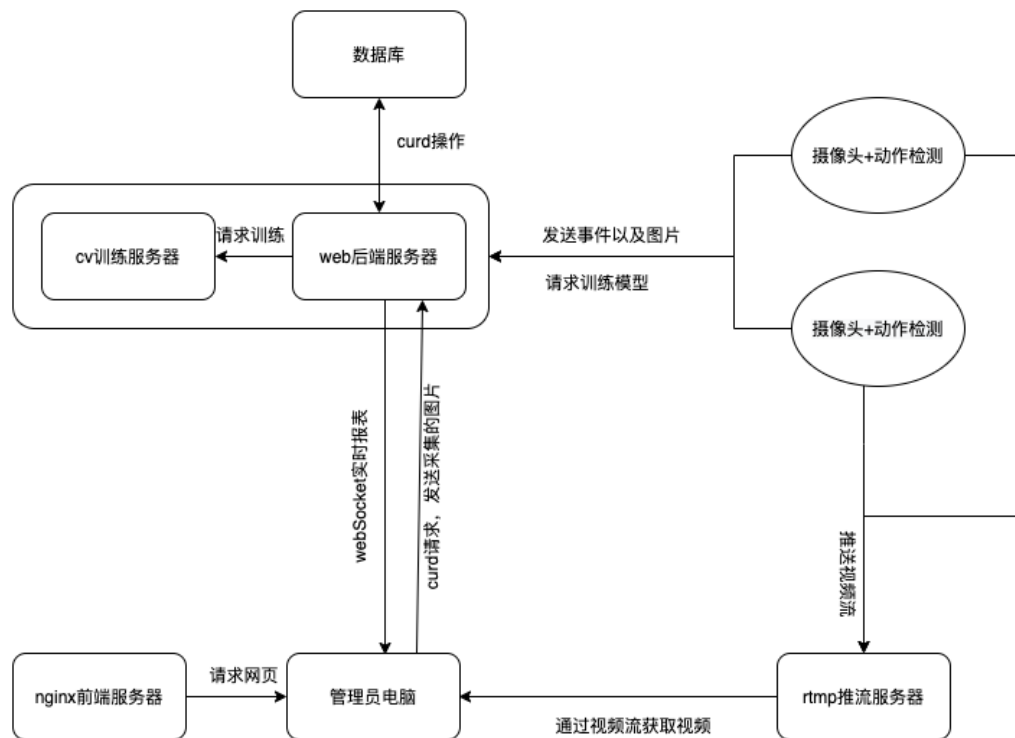 数据库
curd操作
摄像头+动作检测
cv训练服务器
请求训练
web后端服务器
发送事件以及图片
请求训练模型
摄像头+动作检测
webSocket实时报表
curd请求，发送采集的图片
推送视频流
nginx前端服务器
请求网页
管理员电脑
通过视频流获取视频
rtmp推流服务器